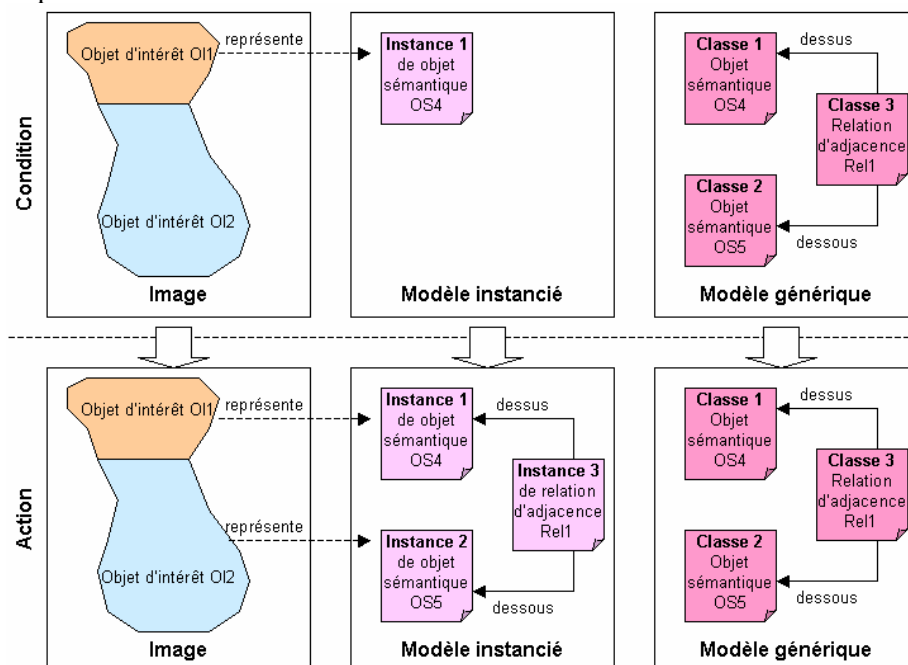 Condition
Objet d'intérêt OI1
représente
Objet d'intérêt OI2
Image
Instance 1
de objet
sémantique
OS4
Modèle instancié
Classe 1
Objet
sémantique
OS4
dessus
Classe 3
Relation
d'adjacence
Rel1
Classe 2
Objet
sémantique
OS5
dessous
Modèle générique
Action
Objet d'intérêt OI1
représente
représente
Objet d'intérêt OI2
Image
Instance 1
de objet
sémantique
OS4
dessus
Instance 3
de relation
d'adjacence
Rel1
Instance 2
de objet
sémantique
OS5
dessous
Modèle instancié
Classe 1
Objet
sémantique
OS4
dessus
Classe 3
Relation
d'adjacence
Rel1
Classe 2
Objet
sémantique
OS5
dessous
Modèle générique